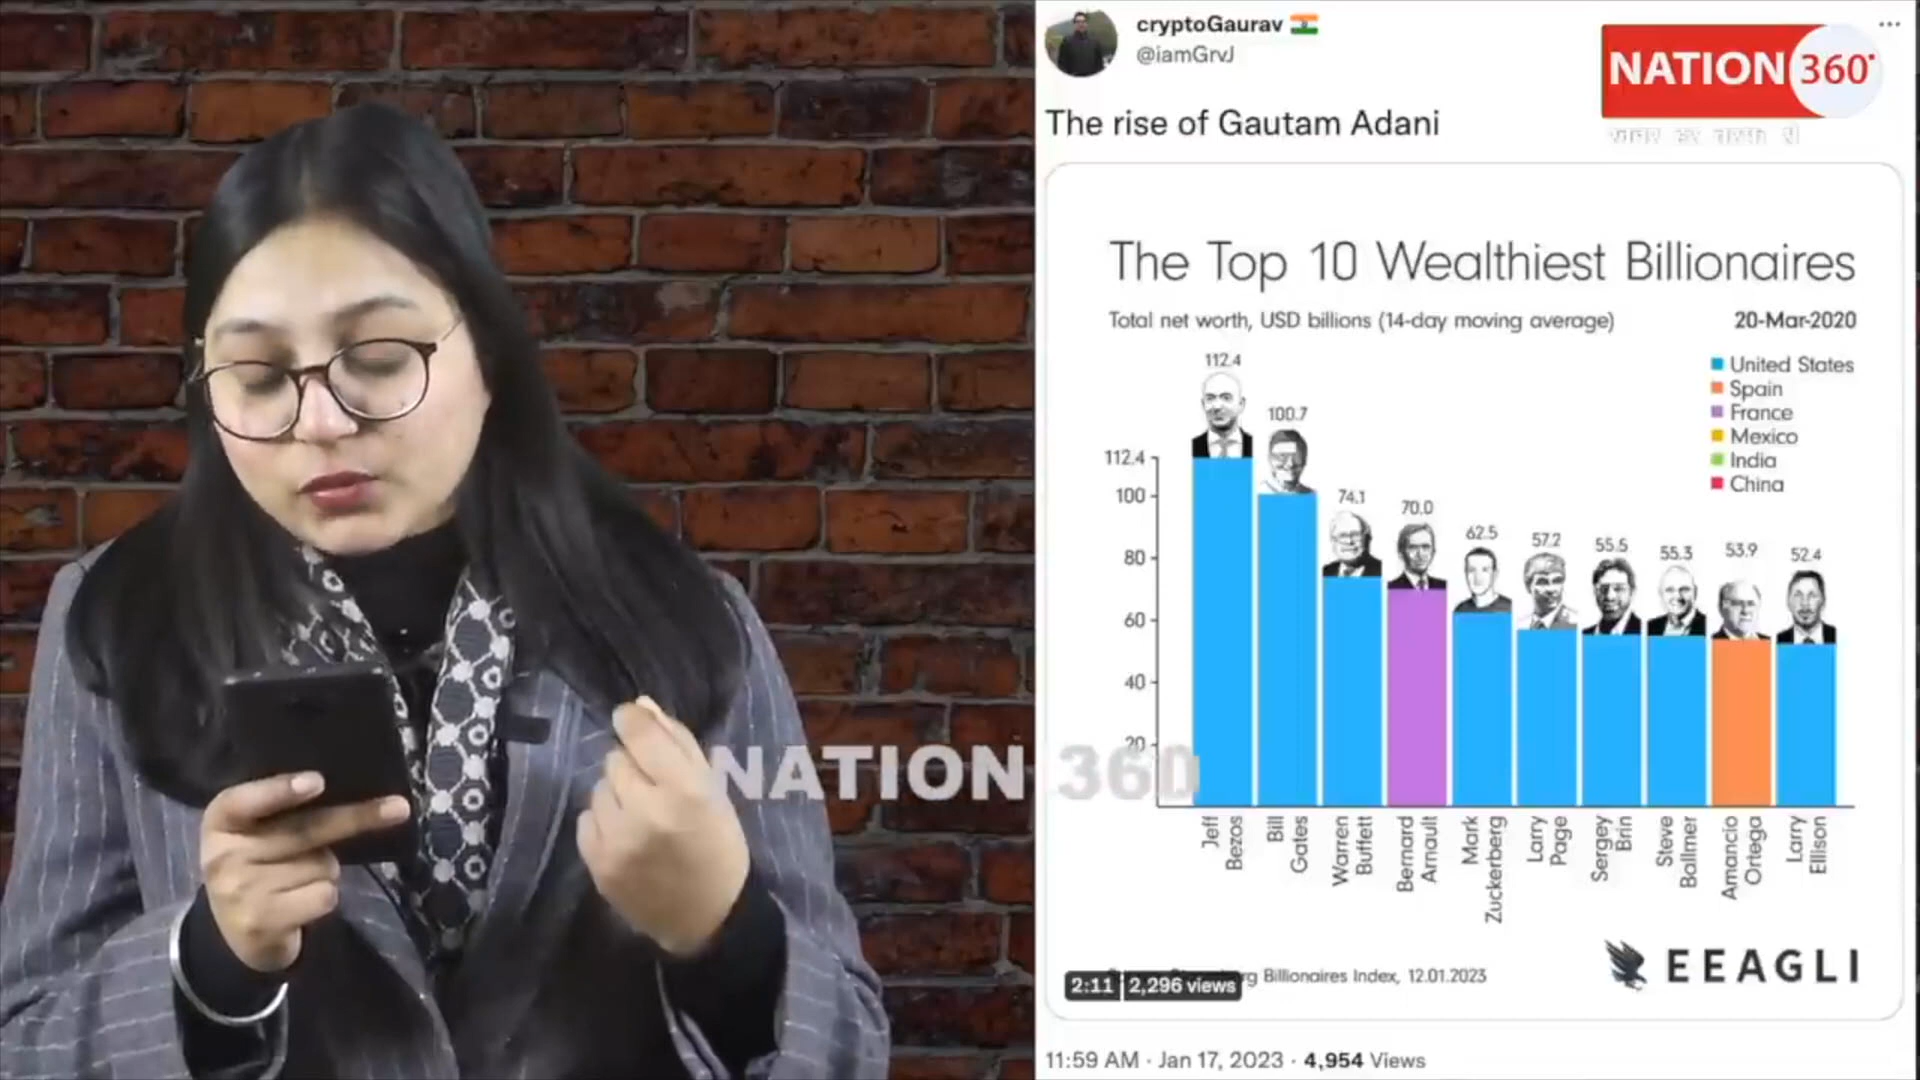 cryptoGaurav
@iamGrvJ
NATION 360°
The rise of Gautam Adani
The Top 10 Wealthiest Billionaires
Total net worth, USD billions (14-day moving average)
20-Mar-2020
United States
Spain
France
Mexico
India
China
112.4
100.7
74.1
70.0
62.5
57.2
55.5
55.3
53.9
52.4
112.4
100
80
60
40
20
NATION 360
Jeff Bezos
Bill Gates
Warren Buffett
Bernard Arnault
Mark Zuckerberg
Larry Page
Sergey Brin
Steve Ballmer
Amancio Ortega
Larry Ellison
Billionaires Index, 12.01.2023
2:11
2,296 views
EEAGLI
11:59 AM · Jan 17, 2023 · 4,954 Views